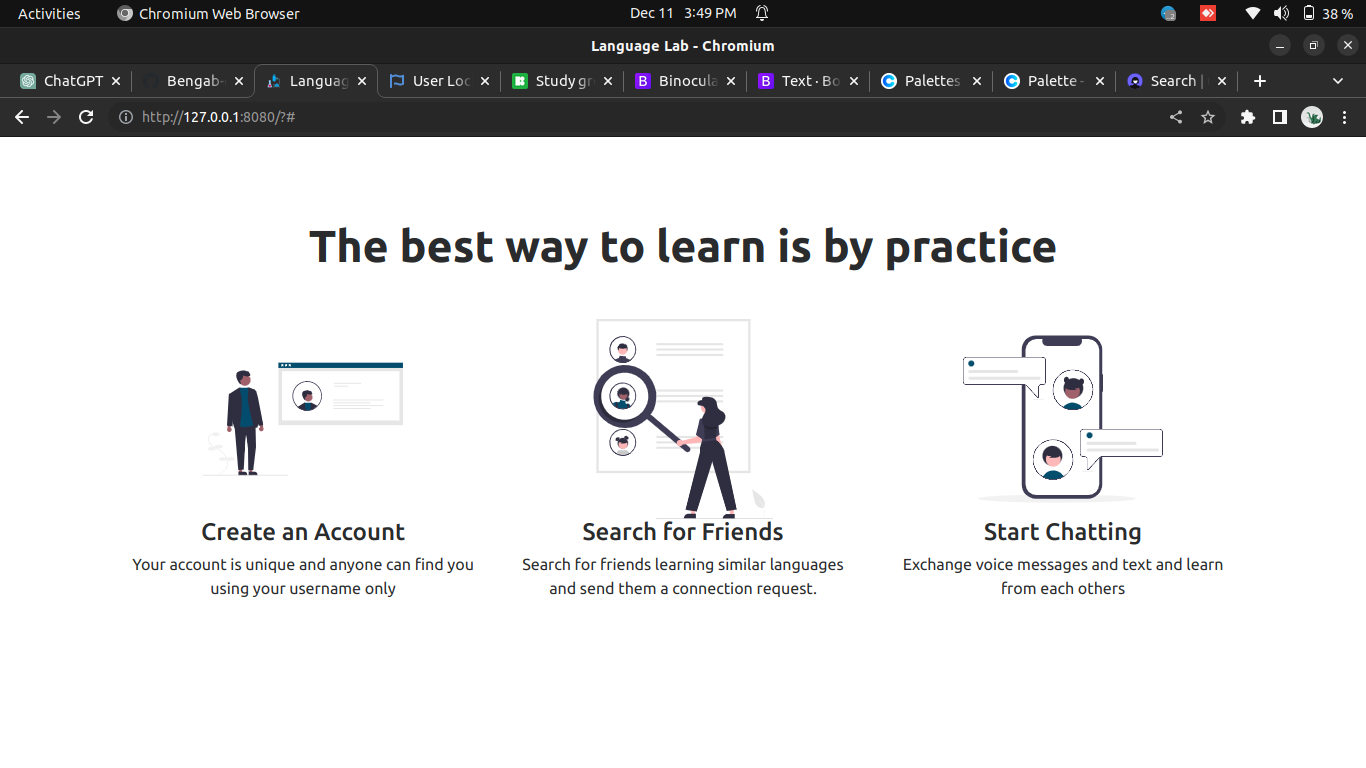 Activities Chromium Web Browser Dec 11 3:49 PM 38 %
Language Lab - Chromium
ChatGPT Bengab- Languag User Loc Study gr Binocula Text · Bo Palettes Palette - Search |
http://127.0.0.1:8080/?#
The best way to learn is by practice
Create an Account
Your account is unique and anyone can find you
using your username only
Search for Friends
Search for friends learning similar languages
and send them a connection request.
Start Chatting
Exchange voice messages and text and learn
from each others